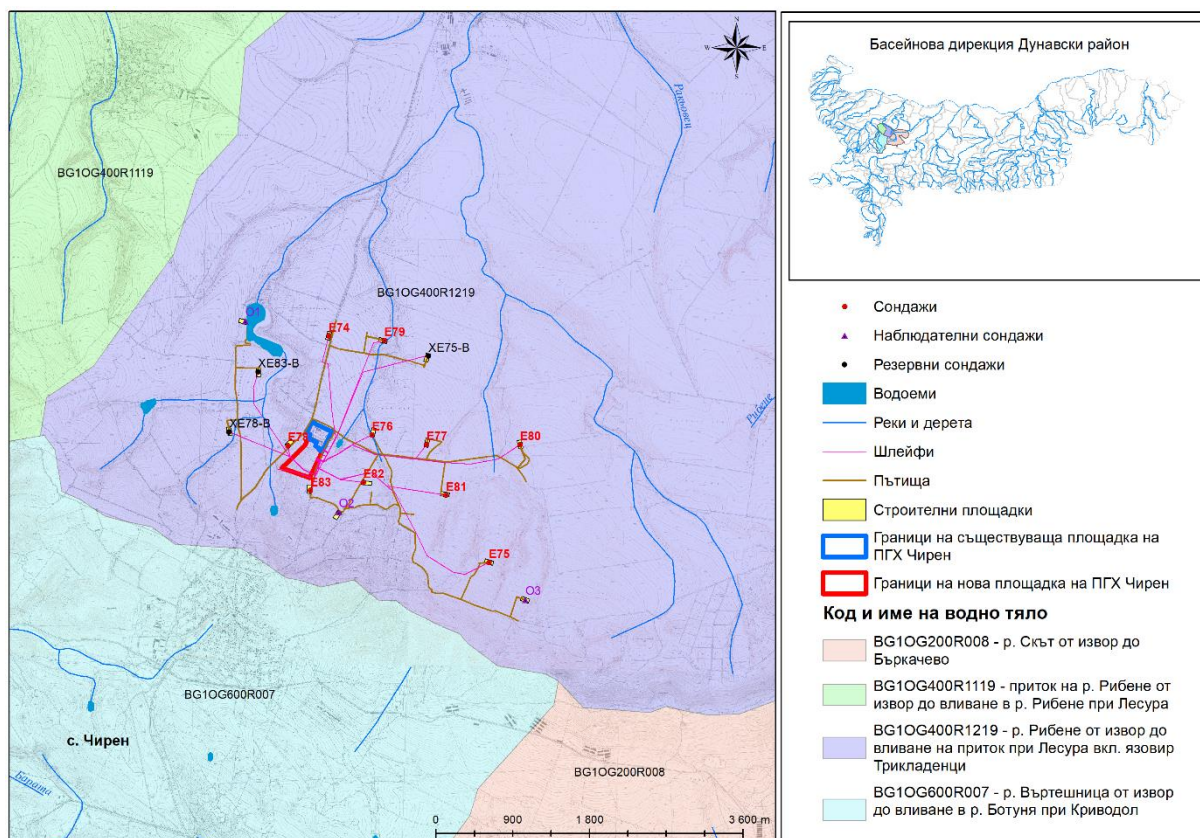 N
W
E
S
Раковец
BG1OG400R1119
BG1OG400R1219
O1
E74
E79
XE75-B
XE83-B
Рибене
XE78-B
E78
E76
E77
E80
E82
E83
E81
O2
E75
O3
BG1OG600R007
с. Чирен
Барата
BG1OG200R008
0 900 1 800 3 600 m
Басейнова дирекция Дунавски район
Сондажи
Наблюдателни сондажи
Резервни сондажи
Водоеми
Реки и дерета
Шлейфи
Пътища
Строителни площадки
Граници на съществуваща площадка на
ПГХ Чирен
Граници на нова площадка на ПГХ Чирен
Код и име на водно тяло
BG1OG200R008 - р. Скът от извор до
Бъркачево
BG1OG400R1119 - приток на р. Рибене от
извор до вливане в р. Рибене при Лесура
BG1OG400R1219 - р. Рибене от извор до
вливане на приток при Лесура вкл. язовир
Трикладенци
BG1OG600R007 - р. Въртешница от извор
до вливане в р. Ботуня при Криводол